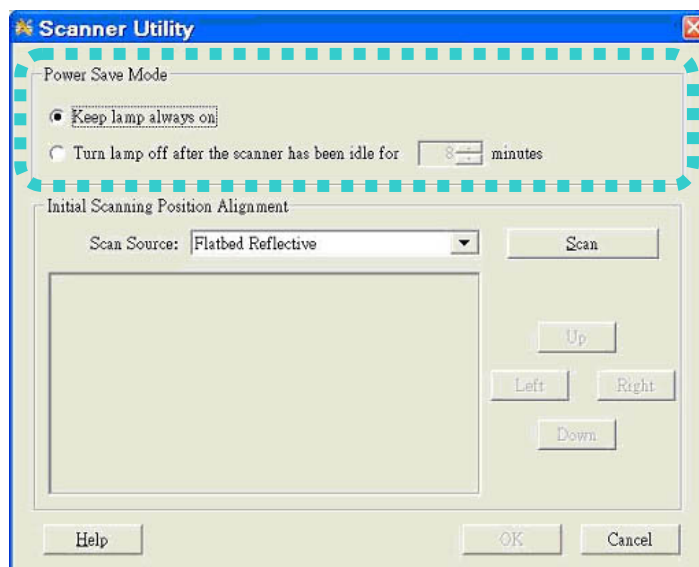 Scanner Utility
Power Save Mode
Keep lamp always on
Turn lamp off after the scanner has been idle for 8 minutes
Initial Scanning Position Alignment
Scan Source: Flatbed Reflective Scan
Up
Left Right
Down
Help OK Cancel